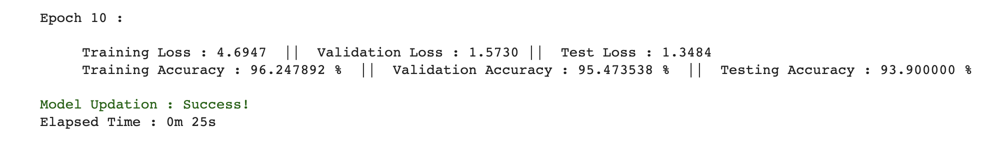 Epoch 10 :
Training Loss : 4.6947 || Validation Loss : 1.5730 || Test Loss : 1.3484
Training Accuracy : 96.247892 % || Validation Accuracy : 95.473538 % || Testing Accuracy : 93.900000 %
Model Updation : Success!
Elapsed Time : 0m 25s